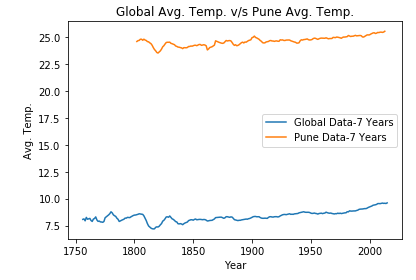 Global Avg. Temp. v/s Pune Avg. Temp.
25.0
22.5
20.0
17.5
15.0
12.5
10.0
7.5
Avg. Temp.
Global Data-7 Years
Pune Data-7 Years
1750 1800 1850 1900 1950 2000
Year